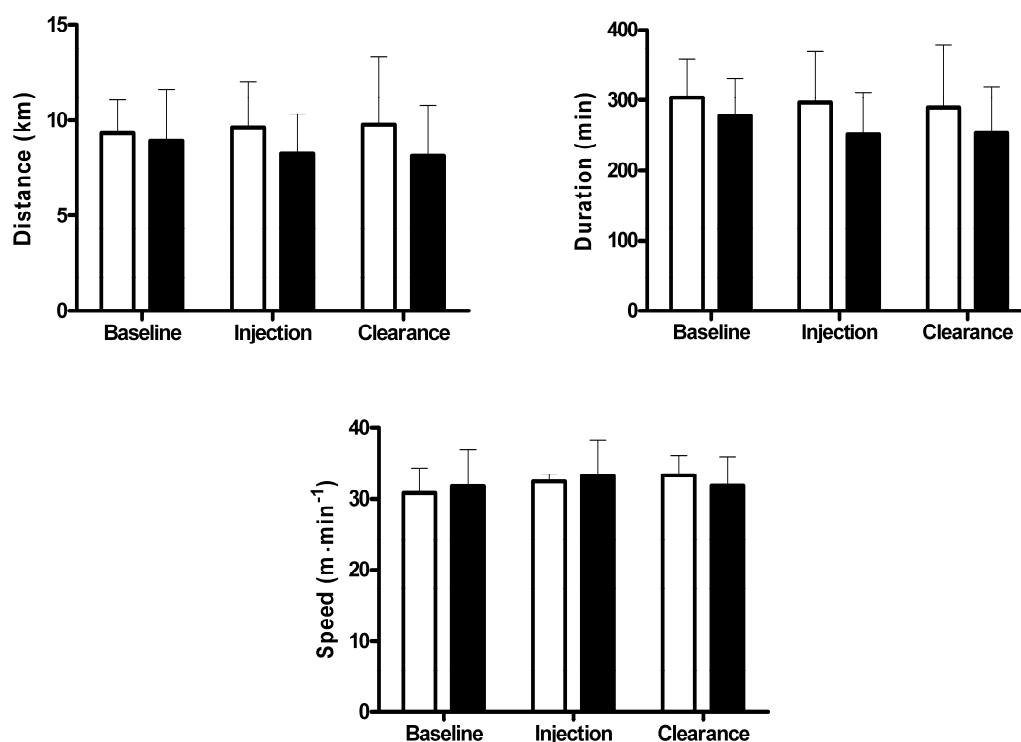 15
10
5
0
Distance (km)
Baseline Injection Clearance
400
300
200
100
0
Duration (min)
Baseline Injection Clearance
40
30
20
10
0
Speed (m·min⁻¹)
Baseline Injection Clearance